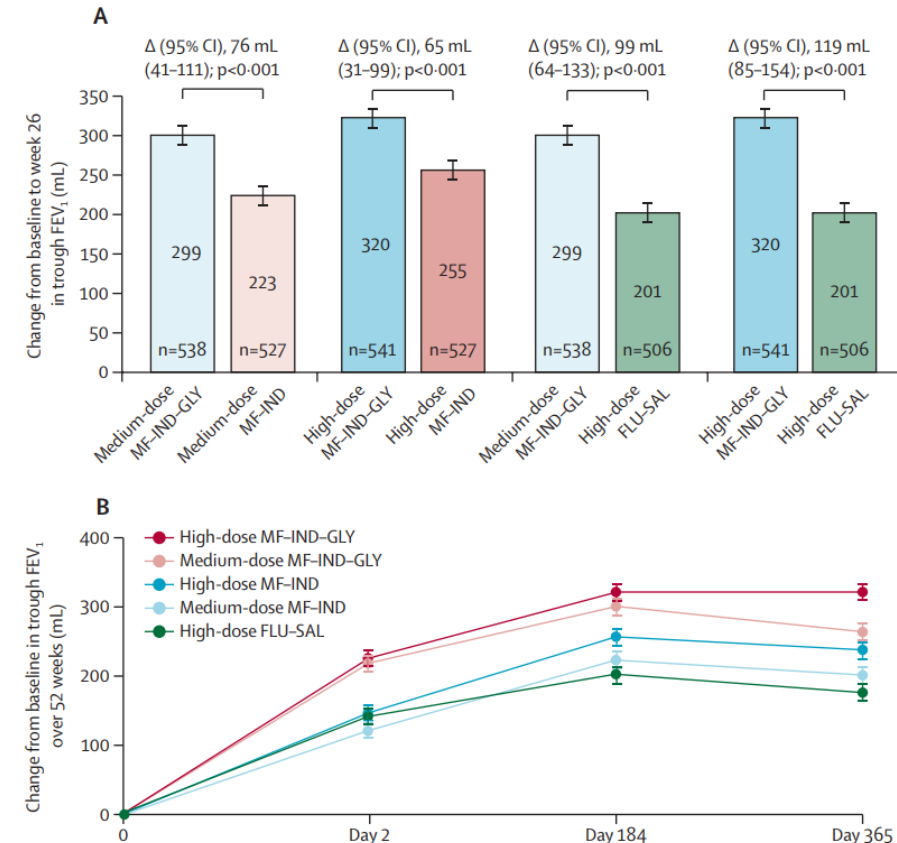 A
Δ (95% CI), 76 mL
(41–111); p<0·001
Δ (95% CI), 65 mL
(31–99); p<0·001
Δ (95% CI), 99 mL
(64–133); p<0·001
Δ (95% CI), 119 mL
(85–154); p<0·001
Change from baseline to week 26
in trough FEV₁ (mL)
350
300
250
200
150
100
50
0
299
n=538
223
n=527
320
n=541
255
n=527
299
n=538
201
n=506
320
n=541
201
n=506
Medium-dose
MF-IND-GLY
Medium-dose
MF-IND
High-dose
MF-IND-GLY
High-dose
MF-IND
Medium-dose
MF-IND-GLY
High-dose
FLU-SAL
High-dose
MF-IND-GLY
High-dose
FLU-SAL
B
Change from baseline in trough FEV₁
over 52 weeks (mL)
400
300
200
100
0
High-dose MF–IND–GLY
Medium-dose MF–IND–GLY
High-dose MF–IND
Medium-dose MF–IND
High-dose FLU–SAL
0
Day 2
Day 184
Day 365